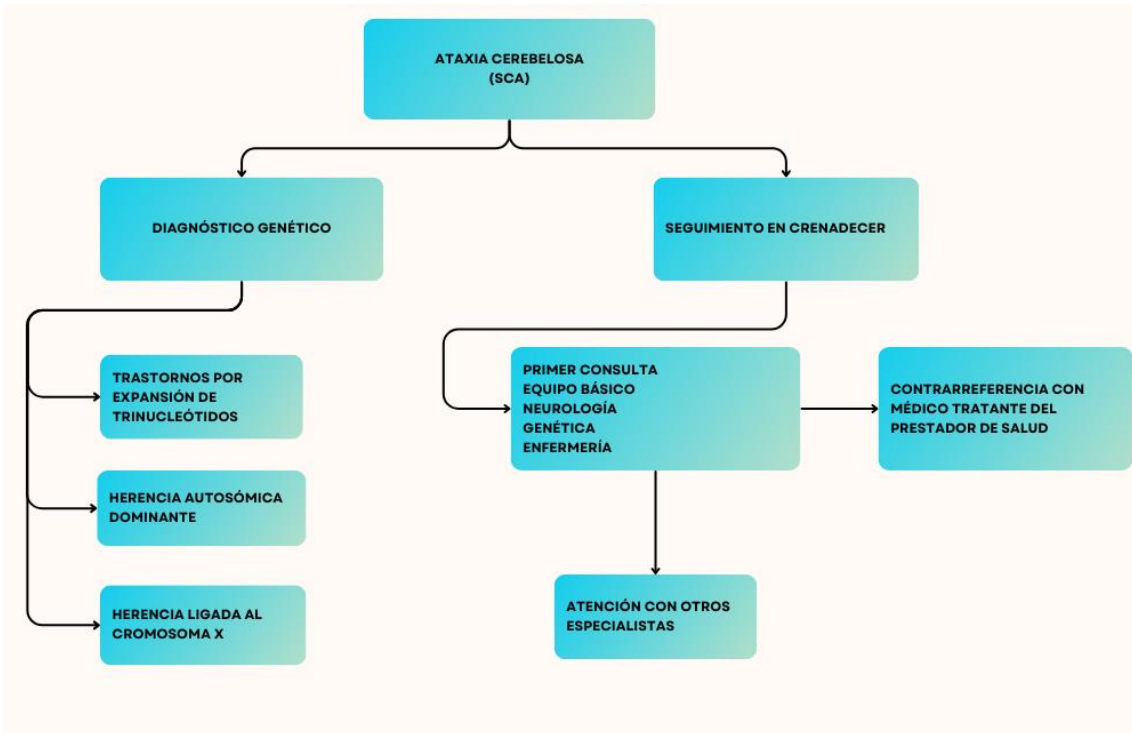 ATAXIA CEREBELOSA
(SCA)
DIAGNÓSTICO GENÉTICO
SEGUIMIENTO EN CRENADECER
TRASTORNOS POR
EXPANSIÓN DE
TRINUCLEÓTIDOS
HERENCIA AUTOSÓMICA
DOMINANTE
HERENCIA LIGADA AL
CROMOSOMA X
PRIMER CONSULTA
EQUIPO BÁSICO
NEUROLOGÍA
GENÉTICA
ENFERMERÍA
CONTRARREFERENCIA CON
MÉDICO TRATANTE DEL
PRESTADOR DE SALUD
ATENCIÓN CON OTROS
ESPECIALISTAS